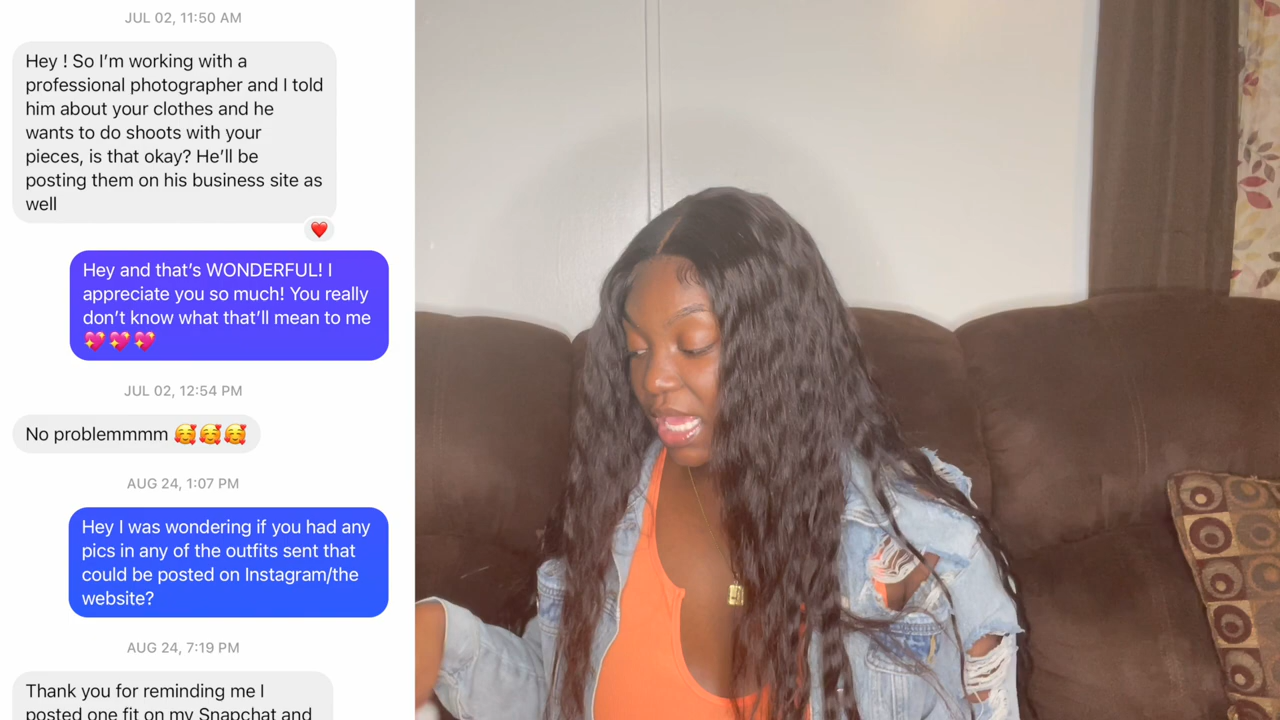 JUL 02, 11:50 AM
Hey ! So I’m working with a
professional photographer and I told
him about your clothes and he
wants to do shoots with your
pieces, is that okay? He’ll be
posting them on his business site as
well
❤️
Hey and that’s WONDERFUL! I
appreciate you so much! You really
don’t know what that’ll mean to me
💖💖💖
JUL 02, 12:54 PM
No problemmmm 🥰🥰🥰
AUG 24, 1:07 PM
Hey I was wondering if you had any
pics in any of the outfits sent that
could be posted on Instagram/the
website?
AUG 24, 7:19 PM
Thank you for reminding me I
posted one fit on my Snapchat and